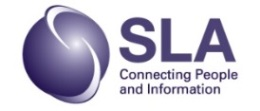 SLA
Connecting People
and Information